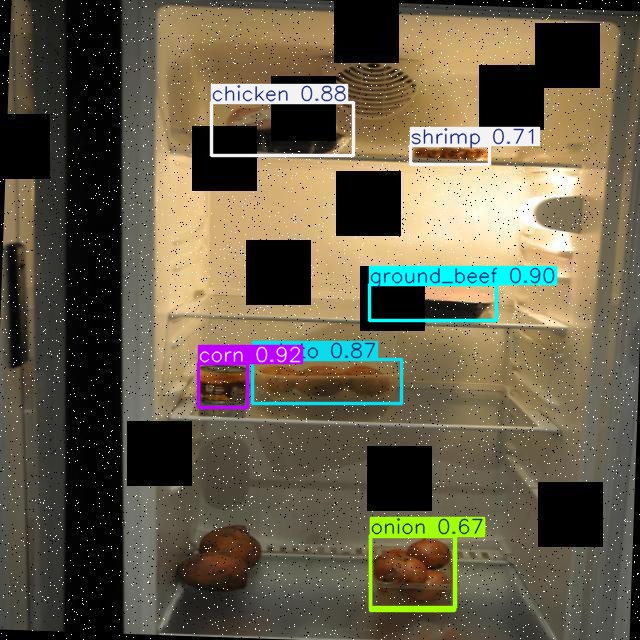 chicken 0.88
shrimp 0.71
ground_beef 0.90
corn 0.92
0.87
onion 0.67